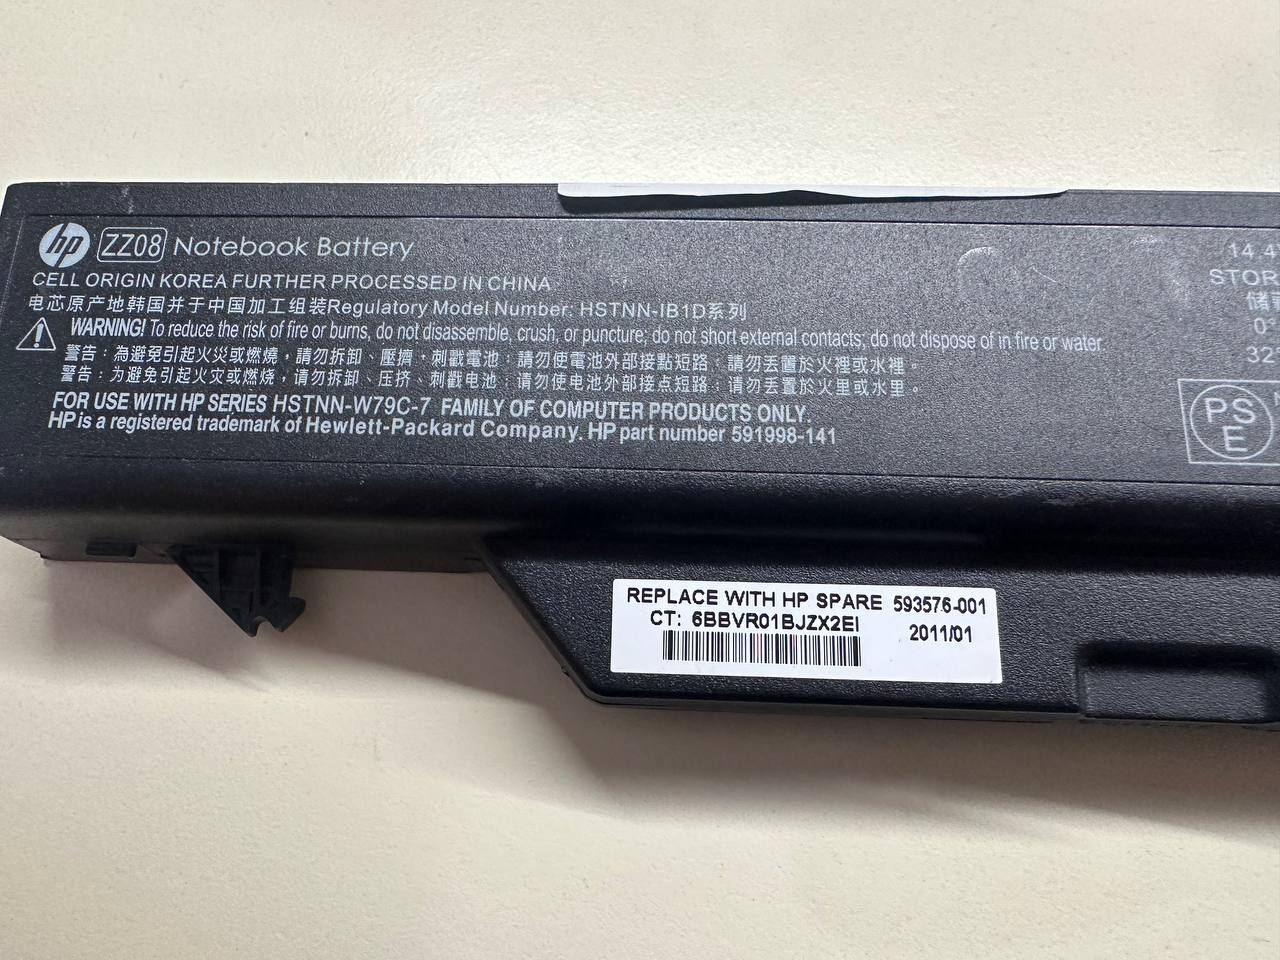 hp ZZ08 Notebook Battery
CELL ORIGIN KOREA FURTHER PROCESSED IN CHINA
电芯原产地韩国并于中国加工组装Regulatory Model Number: HSTNN-IB1D系列
WARNING! To reduce the risk of fire or burns, do not disassemble, crush, or puncture; do not short external contacts; do not dispose of in fire or water.
警告：為避免引起火災或燃燒，請勿拆卸、壓擠，刺戳電池；請勿使電池外部接點短路；請勿丟置於火裡或水裡。
警告：为避免引起火灾或燃烧，请勿拆卸、压挤、刺戳电池；请勿使电池外部接点短路；请勿丢置於火里或水里。
FOR USE WITH HP SERIES HSTNN-W79C-7 FAMILY OF COMPUTER PRODUCTS ONLY.
HP is a registered trademark of Hewlett-Packard Company. HP part number 591998-141
14.4
STOR
储
0°
32
PS
E
REPLACE WITH HP SPARE 593576-001
CT: 6BBVR01BJZX2EI 2011/01